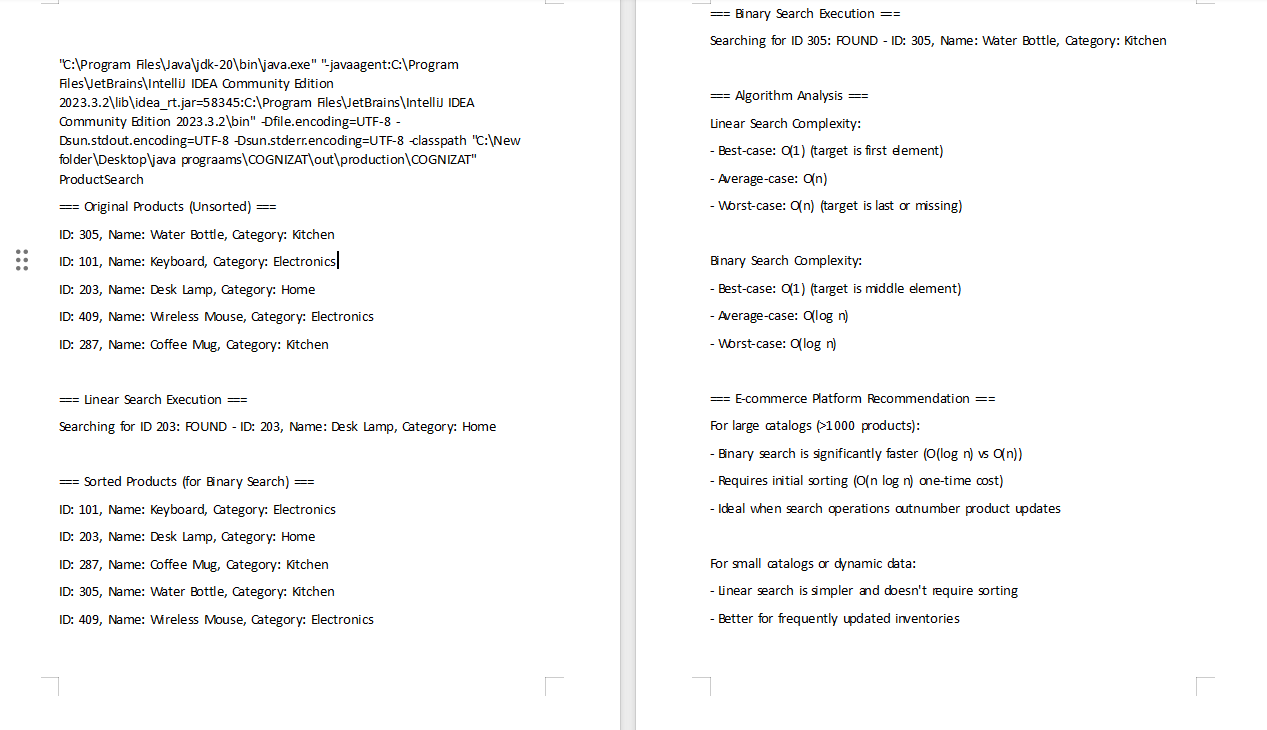 "C:\Program Files\Java\jdk-20\bin\java.exe" "-javaagent:C:\Program
Files\JetBrains\IntelliJ IDEA Community Edition
2023.3.2\lib\idea_rt.jar=58345:C:\Program Files\JetBrains\IntelliJ IDEA
Community Edition 2023.3.2\bin" -Dfile.encoding=UTF-8 -
Dsun.stdout.encoding=UTF-8 -Dsun.stderr.encoding=UTF-8 -classpath "C:\New
folder\Desktop\java prograams\COGNIZAT\out\production\COGNIZAT"
ProductSearch
=== Original Products (Unsorted) ===
ID: 305, Name: Water Bottle, Category: Kitchen
ID: 101, Name: Keyboard, Category: Electronics
ID: 203, Name: Desk Lamp, Category: Home
ID: 409, Name: Wireless Mouse, Category: Electronics
ID: 287, Name: Coffee Mug, Category: Kitchen
=== Linear Search Execution ===
Searching for ID 203: FOUND - ID: 203, Name: Desk Lamp, Category: Home
=== Sorted Products (for Binary Search) ===
ID: 101, Name: Keyboard, Category: Electronics
ID: 203, Name: Desk Lamp, Category: Home
ID: 287, Name: Coffee Mug, Category: Kitchen
ID: 305, Name: Water Bottle, Category: Kitchen
ID: 409, Name: Wireless Mouse, Category: Electronics
=== Binary Search Execution ===
Searching for ID 305: FOUND - ID: 305, Name: Water Bottle, Category: Kitchen
=== Algorithm Analysis ===
Linear Search Complexity:
- Best-case: O(1) (target is first element)
- Average-case: O(n)
- Worst-case: O(n) (target is last or missing)
Binary Search Complexity:
- Best-case: O(1) (target is middle element)
- Average-case: O(log n)
- Worst-case: O(log n)
=== E-commerce Platform Recommendation ===
For large catalogs (>1000 products):
- Binary search is significantly faster (O(log n) vs O(n))
- Requires initial sorting (O(n log n) one-time cost)
- Ideal when search operations outnumber product updates
For small catalogs or dynamic data:
- Linear search is simpler and doesn't require sorting
- Better for frequently updated inventories